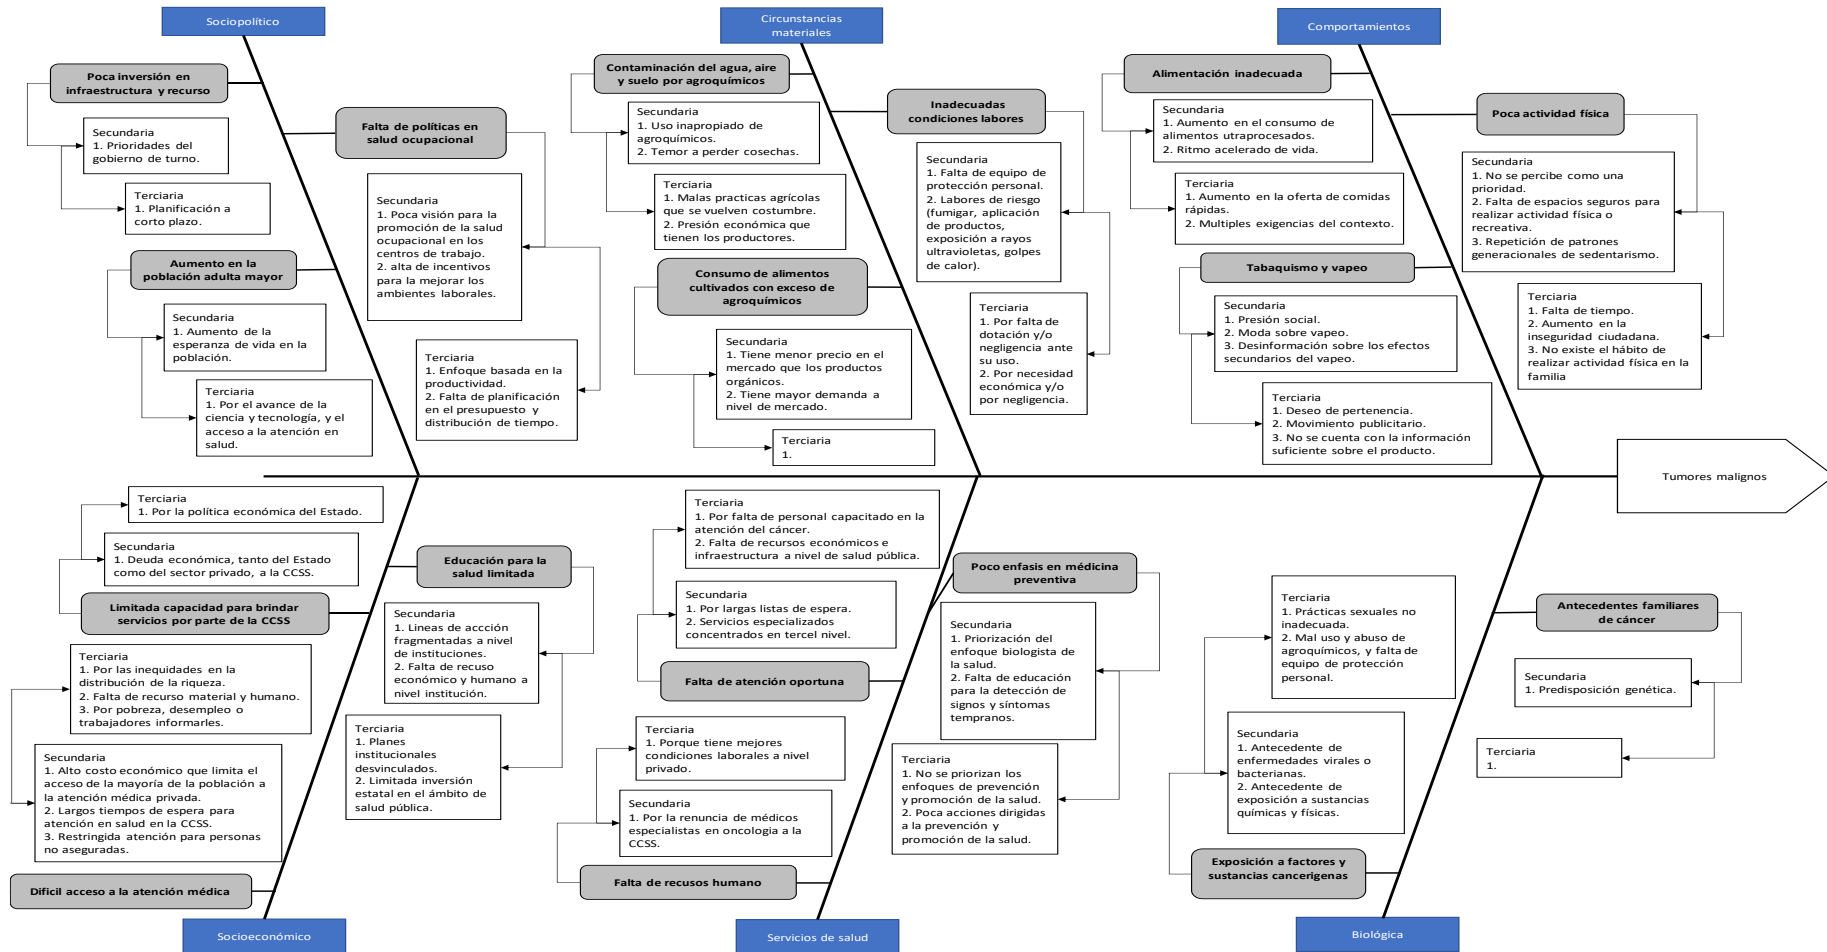 Sociopolítico
Poca inversión en
infraestructura y recurso
Secundaria
1. Prioridades del
gobierno de turno.
Terciaria
1. Planificación a
corto plazo.
Falta de políticas en
salud ocupacional
Secundaria
1. Poca visión para la
promoción de la salud
ocupacional en los
centros de trabajo.
2. alta de incentivos
para la mejorar los
ambientes laborales.
Terciaria
1. Enfoque basada en la
productividad.
2. Falta de planificación
en el presupuesto y
distribución de tiempo.
Aumento en la
población adulta mayor
Secundaria
1. Aumento de la
esperanza de vida en la
población.
Terciaria
1. Por el avance de la
ciencia y tecnología, y el
acceso a la atención en
salud.
Circunstancias
materiales
Contaminación del agua, aire
y suelo por agroquímicos
Secundaria
1. Uso inapropiado de
agroquímicos.
2. Temor a perder cosechas.
Terciaria
1. Malas practicas agrícolas
que se vuelven costumbre.
2. Presión económica que
tienen los productores.
Inadecuadas
condiciones labores
Secundaria
1. Falta de equipo de
protección personal.
2. Labores de riesgo
(fumigar, aplicación
de productos,
exposición a rayos
ultravioletas, golpes
de calor).
Terciaria
1. Por falta de
dotación y/o
negligencia ante
su uso.
2. Por necesidad
económica y/o
por negligencia.
Consumo de alimentos
cultivados con exceso de
agroquímicos
Secundaria
1. Tiene menor precio en el
mercado que los productos
orgánicos.
2. Tiene mayor demanda a
nivel de mercado.
Terciaria
1.
Comportamientos
Alimentación inadecuada
Secundaria
1. Aumento en el consumo de
alimentos utraprocesados.
2. Ritmo acelerado de vida.
Terciaria
1. Aumento en la oferta de comidas
rápidas.
2. Multiples exigencias del contexto.
Poca actividad física
Secundaria
1. No se percibe como una
prioridad.
2. Falta de espacios seguros para
realizar actividad física o
recreativa.
3. Repetición de patrones
generacionales de sedentarismo.
Terciaria
1. Falta de tiempo.
2. Aumento en la
inseguridad ciudadana.
3. No existe el hábito de
realizar actividad física en la
familia
Tabaquismo y vapeo
Secundaria
1. Presión social.
2. Moda sobre vapeo.
3. Desinformación sobre los efectos
secundarios del vapeo.
Terciaria
1. Deseo de pertenencia.
2. Movimiento publicitario.
3. No se cuenta con la información
suficiente sobre el producto.
Tumores malignos
Terciaria
1. Por la política económica del Estado.
Secundaria
1. Deuda económica, tanto del Estado
como del sector privado, a la CCSS.
Limitada capacidad para brindar
servicios por parte de la CCSS
Educación para la
salud limitada
Secundaria
1. Lineas de accción
fragmentadas a nivel
de instituciones.
2. Falta de recuso
económico y humano a
nivel institución.
Terciaria
1. Planes
institucionales
desvinculados.
2. Limitada inversión
estatal en el ámbito de
salud pública.
Terciaria
1. Por las inequidades en la
distribución de la riqueza.
2. Falta de recurso material y humano.
3. Por pobreza, desempleo o
trabajadores informarles.
Secundaria
1. Alto costo económico que limita el
acceso de la mayoría de la población a
la atención médica privada.
2. Largos tiempos de espera para
atención en salud en la CCSS.
3. Restringida atención para personas
no aseguradas.
Dificil acceso a la atención médica
Socioeconómico
Terciaria
1. Por falta de personal capacitado en la
atención del cáncer.
2. Falta de recursos económicos e
infraestructura a nivel de salud pública.
Secundaria
1. Por largas listas de espera.
2. Servicios especializados
concentrados en tercel nivel.
Falta de atención oportuna
Poco enfasis en médicina
preventiva
Secundaria
1. Priorización del
enfoque biologista de
la salud.
2. Falta de educación
para la detección de
signos y síntomas
tempranos.
Terciaria
1. No se priorizan los
enfoques de prevención
y promoción de la salud.
2. Poca acciones dirigidas
a la prevención y
promoción de la salud.
Terciaria
1. Porque tiene mejores
condiciones laborales a nivel
privado.
Secundaria
1. Por la renuncia de médicos
especialistas en oncologia a la
CCSS.
Falta de recusos humano
Servicios de salud
Terciaria
1. Prácticas sexuales no
inadecuada.
2. Mal uso y abuso de
agroquímicos, y falta de
equipo de protección
personal.
Secundaria
1. Antecedente de
enfermedades virales o
bacterianas.
2. Antecedente de
exposición a sustancias
químicas y físicas.
Exposición a factores y
sustancias cancerigenas
Antecedentes familiares
de cáncer
Secundaria
1. Predisposición genética.
Terciaria
1.
Biológica